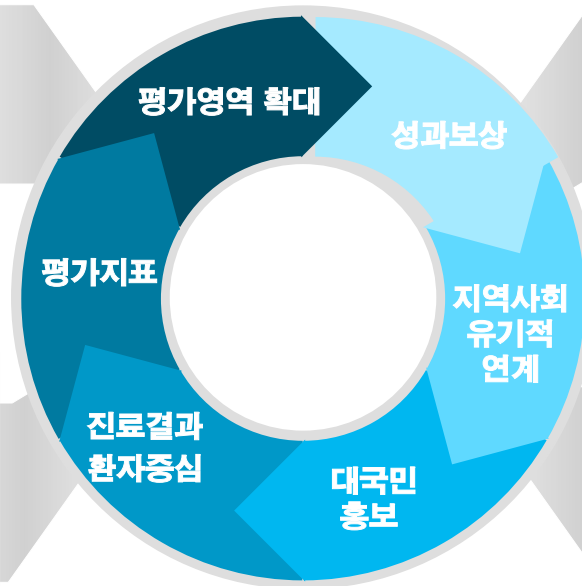 평가영역 확대
성과보상
지역사회
유기적
연계
대국민
홍보
진료결과
환자중심
평가지표